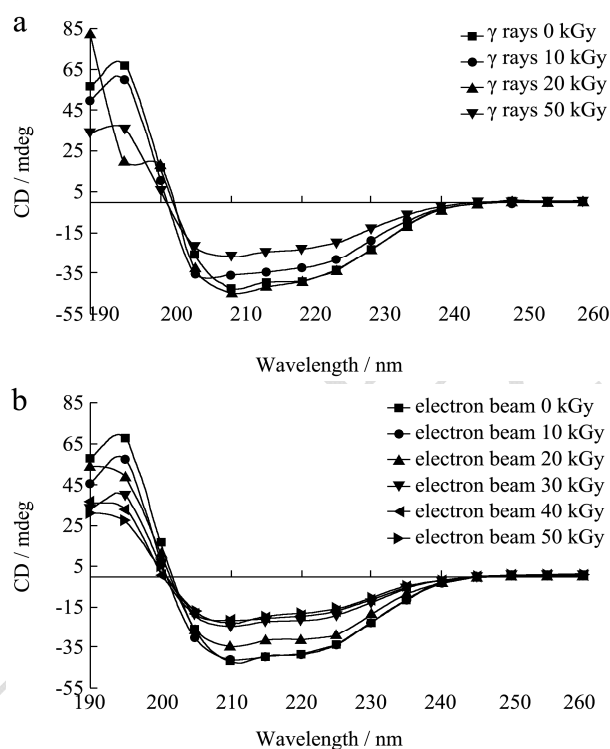 a
85
65
45
25
5
-15
-35
-55
CD / mdeg
γ rays 0 kGy
γ rays 10 kGy
γ rays 20 kGy
γ rays 50 kGy
190 200 210 220 230 240 250 260
Wavelength / nm
b
85
65
45
25
5
-15
-35
-55
CD / mdeg
electron beam 0 kGy
electron beam 10 kGy
electron beam 20 kGy
electron beam 30 kGy
electron beam 40 kGy
electron beam 50 kGy
190 200 210 220 230 240 250 260
Wavelength / nm